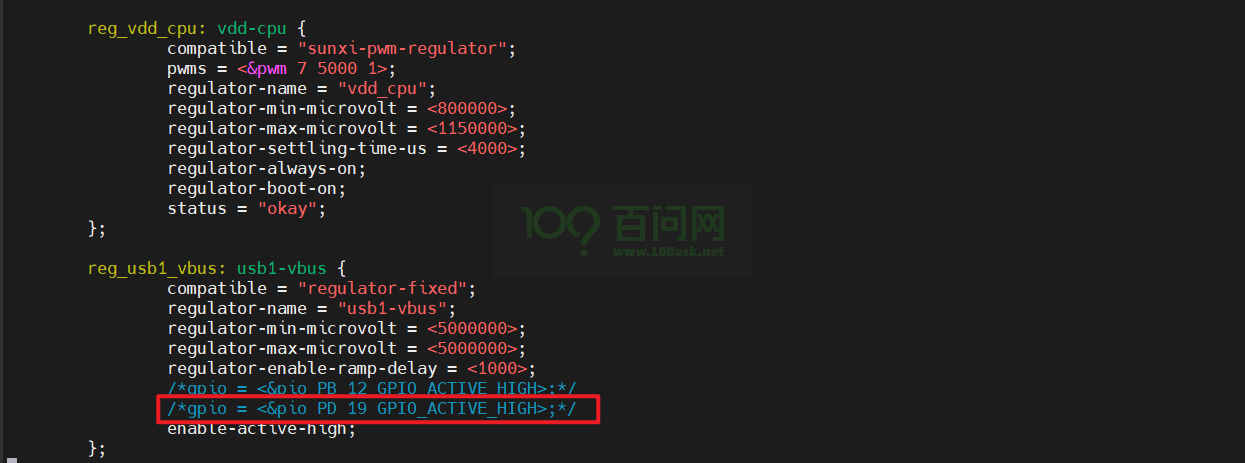 reg_vdd_cpu: vdd-cpu {
compatible = "sunxi-pwm-regulator";
pwms = <&pwm 7 5000 1>;
regulator-name = "vdd_cpu";
regulator-min-microvolt = <800000>;
regulator-max-microvolt = <1150000>;
regulator-settling-time-us = <4000>;
regulator-always-on;
regulator-boot-on;
status = "okay";
};
100?
百问网
www.100ask.net
reg_usb1_vbus: usb1-vbus {
compatible = "regulator-fixed";
regulator-name = "usb1-vbus";
regulator-min-microvolt = <5000000>;
regulator-max-microvolt = <5000000>;
regulator-enable-ramp-delay = <1000>;
/*gpio = <&pio PB 12 GPIO_ACTIVE_HIGH>;*/
/*gpio = <&pio PD 19 GPIO_ACTIVE_HIGH>;*/
enable-active-high;
};